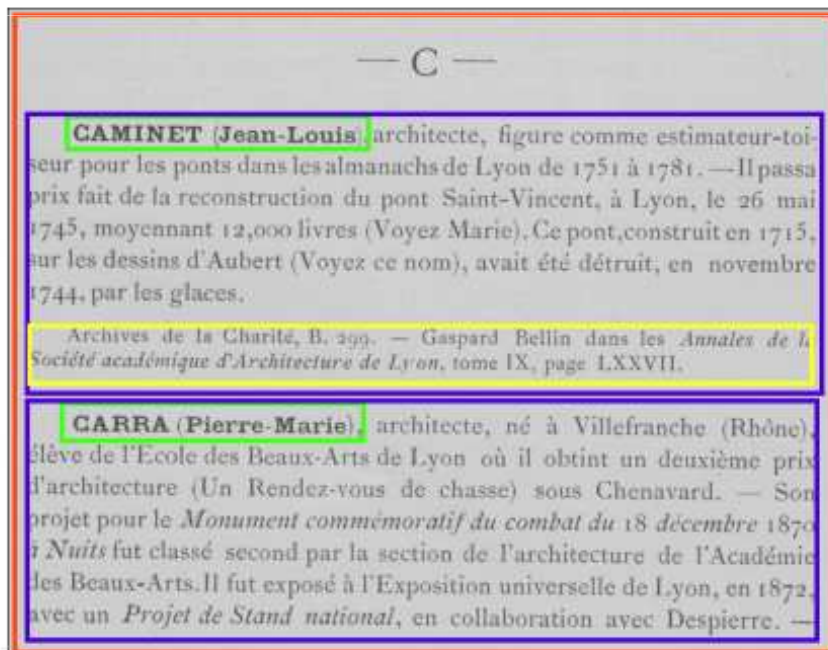 — C —
CAMINET (Jean-Louis) architecte, figure comme estimateur-toi-
seur pour les ponts dans les almanachs de Lyon de 1751 à 1781. — Il passa
prix fait de la reconstruction du pont Saint-Vincent, à Lyon, le 26 mai
1745, moyennant 12,000 livres (Voyez Marie). Ce pont, construit en 1715,
sur les dessins d'Aubert (Voyez ce nom), avait été détruit, en novembre
1744, par les glaces.
Archives de la Charité, B. 299. — Gaspard Bellin dans les Annales de la
Société académique d'Architecture de Lyon, tome IX, page LXXVII.
CARRA (Pierre-Marie), architecte, né à Villefranche (Rhône),
élève de l'Ecole des Beaux-Arts de Lyon où il obtint un deuxième prix
d'architecture (Un Rendez-vous de chasse) sous Chenavard. — Son
projet pour le Monument commémoratif du combat du 18 décembre 1870
à Nuits fut classé second par la section de l'architecture de l'Académie
des Beaux-Arts. Il fut exposé à l'Exposition universelle de Lyon, en 1872,
avec un Projet de Stand national, en collaboration avec Despierre. —